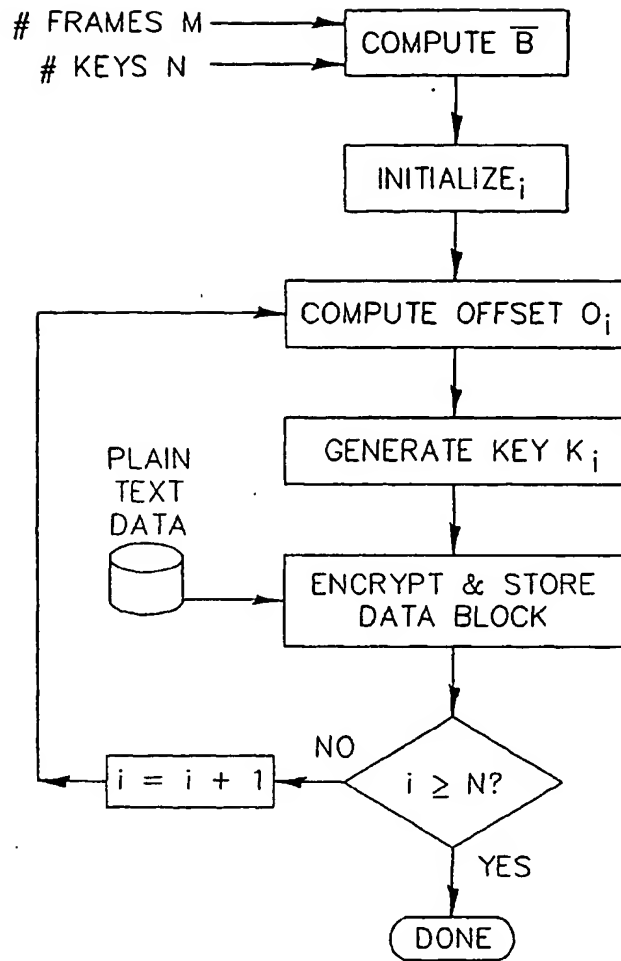 # FRAMES M
# KEYS N
COMPUTE B̅
INITIALIZEᵢ
COMPUTE OFFSET Oᵢ
GENERATE KEY Kᵢ
PLAIN
TEXT
DATA
ENCRYPT & STORE
DATA BLOCK
NO
i = i + 1
i ≥ N?
YES
DONE